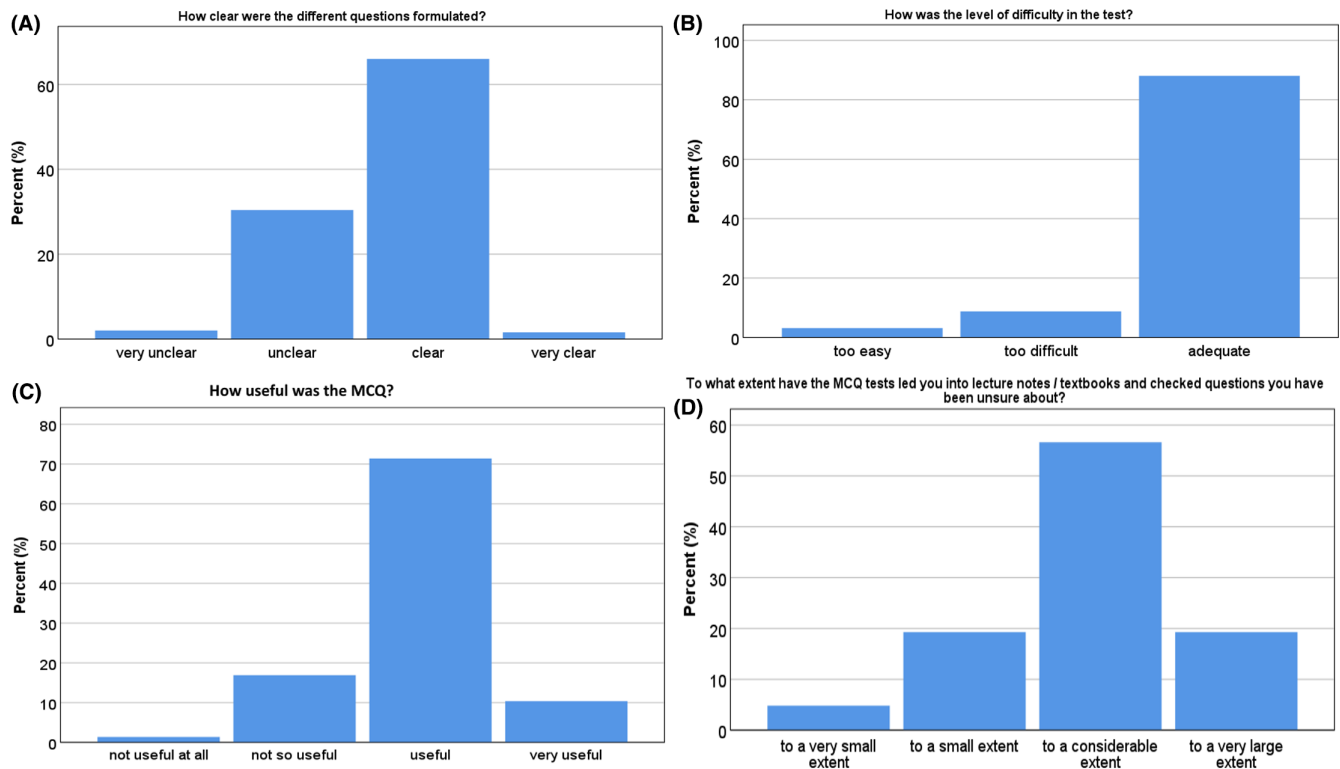 (A)
How clear were the different questions formulated?
Percent (%)
60
40
20
0
very unclear unclear clear very clear
(B)
How was the level of difficulty in the test?
Percent (%)
100
80
60
40
20
0
too easy too difficult adequate
(C)
How useful was the MCQ?
Percent (%)
80
70
60
50
40
30
20
10
0
not useful at all not so useful useful very useful
(D)
To what extent have the MCQ tests led you into lecture notes / textbooks and checked questions you have
been unsure about?
Percent (%)
60
50
40
30
20
10
0
to a very small to a small extent to a considerable to a very large
extent extent extent